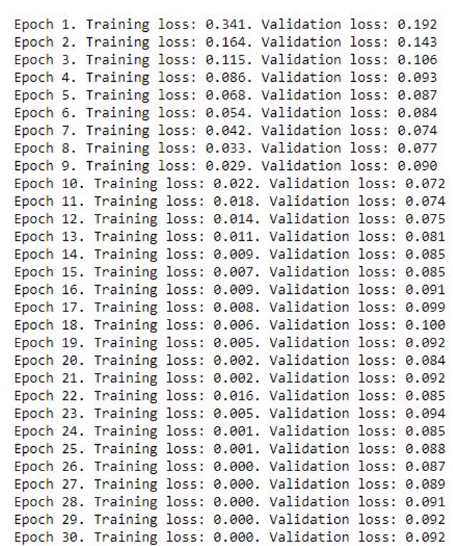 Epoch 1. Training loss: 0.341. Validation loss: 0.192
Epoch 2. Training loss: 0.164. Validation loss: 0.143
Epoch 3. Training loss: 0.115. Validation loss: 0.106
Epoch 4. Training loss: 0.086. Validation loss: 0.093
Epoch 5. Training loss: 0.068. Validation loss: 0.087
Epoch 6. Training loss: 0.054. Validation loss: 0.084
Epoch 7. Training loss: 0.042. Validation loss: 0.074
Epoch 8. Training loss: 0.033. Validation loss: 0.077
Epoch 9. Training loss: 0.029. Validation loss: 0.090
Epoch 10. Training loss: 0.022. Validation loss: 0.072
Epoch 11. Training loss: 0.018. Validation loss: 0.074
Epoch 12. Training loss: 0.014. Validation loss: 0.075
Epoch 13. Training loss: 0.011. Validation loss: 0.081
Epoch 14. Training loss: 0.009. Validation loss: 0.085
Epoch 15. Training loss: 0.007. Validation loss: 0.085
Epoch 16. Training loss: 0.009. Validation loss: 0.091
Epoch 17. Training loss: 0.008. Validation loss: 0.099
Epoch 18. Training loss: 0.006. Validation loss: 0.100
Epoch 19. Training loss: 0.005. Validation loss: 0.092
Epoch 20. Training loss: 0.002. Validation loss: 0.084
Epoch 21. Training loss: 0.002. Validation loss: 0.092
Epoch 22. Training loss: 0.016. Validation loss: 0.085
Epoch 23. Training loss: 0.005. Validation loss: 0.094
Epoch 24. Training loss: 0.001. Validation loss: 0.085
Epoch 25. Training loss: 0.001. Validation loss: 0.088
Epoch 26. Training loss: 0.000. Validation loss: 0.087
Epoch 27. Training loss: 0.000. Validation loss: 0.089
Epoch 28. Training loss: 0.000. Validation loss: 0.091
Epoch 29. Training loss: 0.000. Validation loss: 0.092
Epoch 30. Training loss: 0.000. Validation loss: 0.092